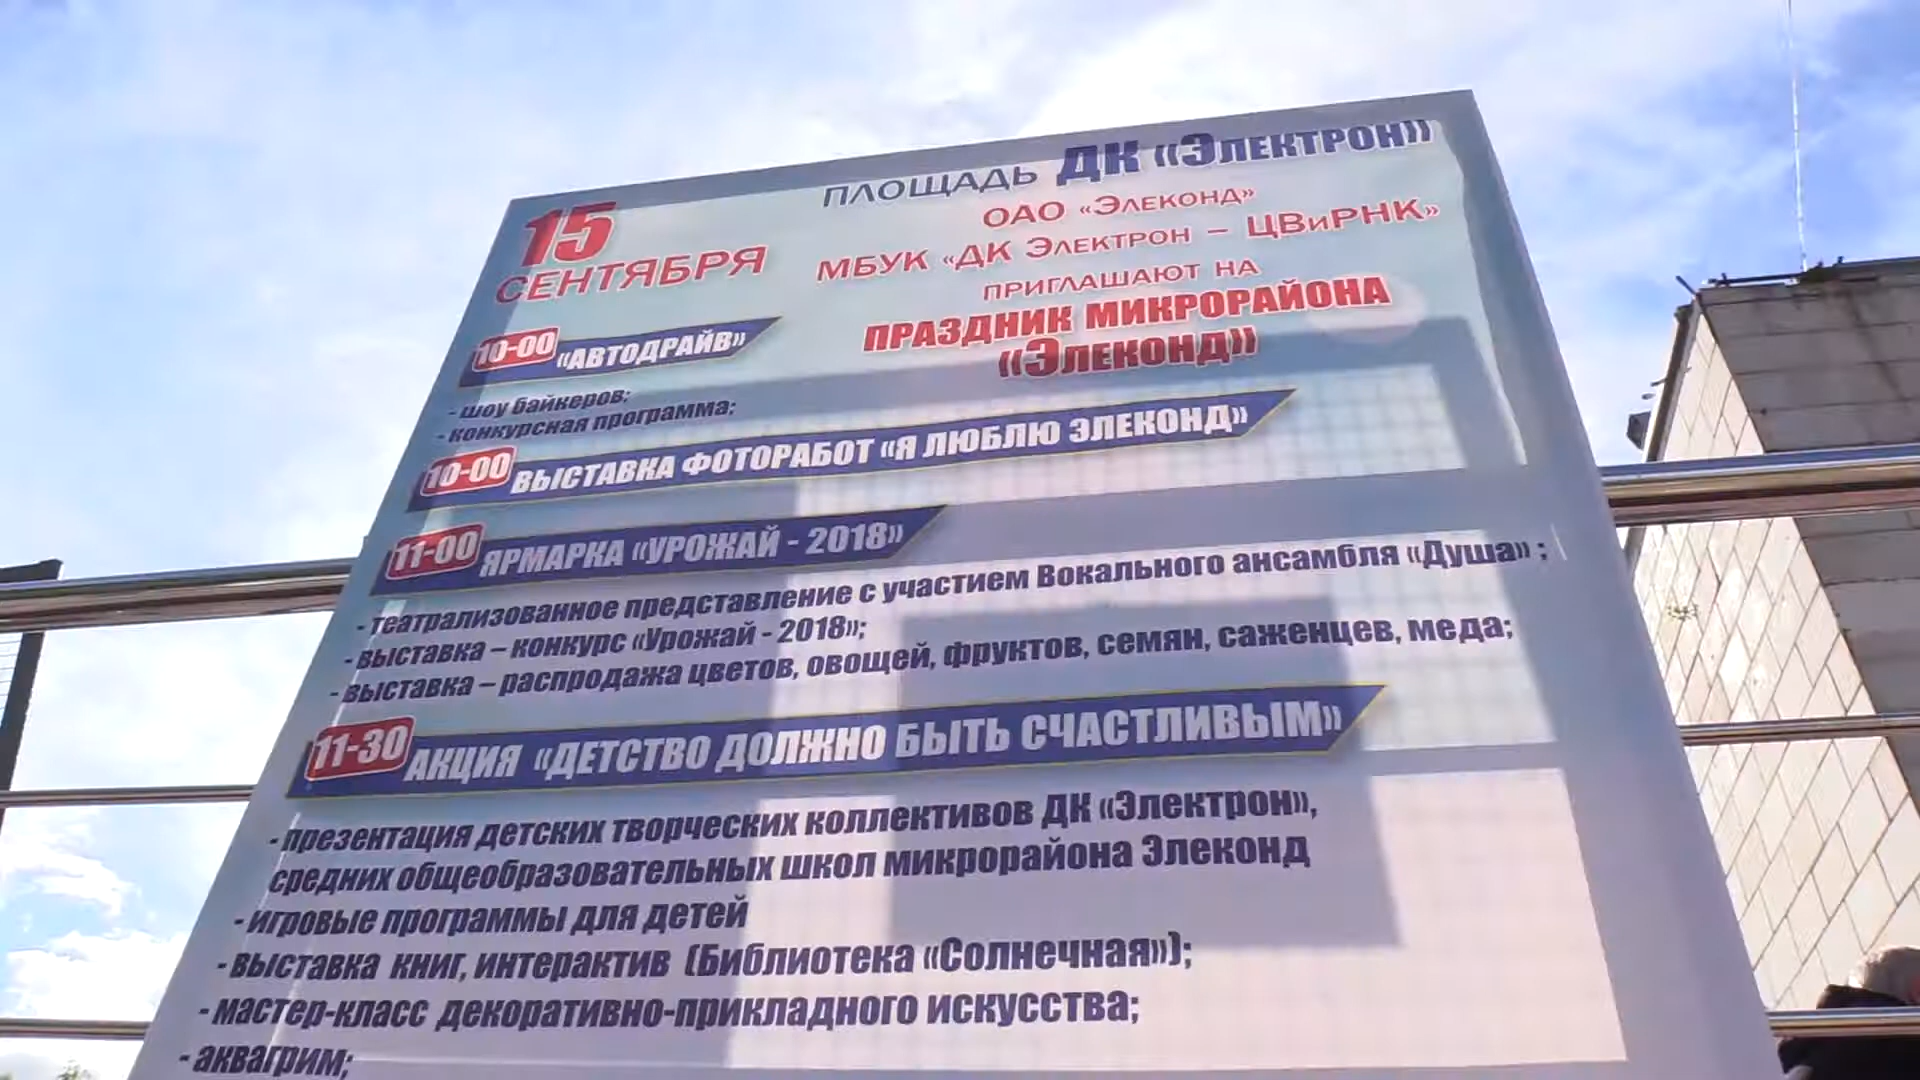 ПЛОЩАДЬ ДК «ЭЛЕКТРОН»
15
СЕНТЯБРЯ
ОАО «ЭЛЕКОНД»
МБУК «ДК ЭЛЕКТРОН – ЦВиРНК»
ПРИГЛАШАЮТ НА
ПРАЗДНИК МИКРОРАЙОНА
«ЭЛЕКОНД»
10-00 «АВТОДРАЙВ»
- шоу байкеров;
- конкурсная программа;
10-00 ВЫСТАВКА ФОТОРАБОТ «Я ЛЮБЛЮ ЭЛЕКОНД»
11-00 ЯРМАРКА «УРОЖАЙ - 2018»
- театрализованное представление с участием Вокального ансамбля «Душа» ;
- выставка – конкурс «Урожай - 2018»;
- выставка – распродажа цветов, овощей, фруктов, семян, саженцев, меда;
11-30 АКЦИЯ «ДЕТСТВО ДОЛЖНО БЫТЬ СЧАСТЛИВЫМ»
- презентация детских творческих коллективов ДК «Электрон»,
средних общеобразовательных школ микрорайона Элеконд
- игровые программы для детей
- выставка книг, интерактив (Библиотека «Солнечная»);
- мастер-класс декоративно-прикладного искусства;
- аквагрим;